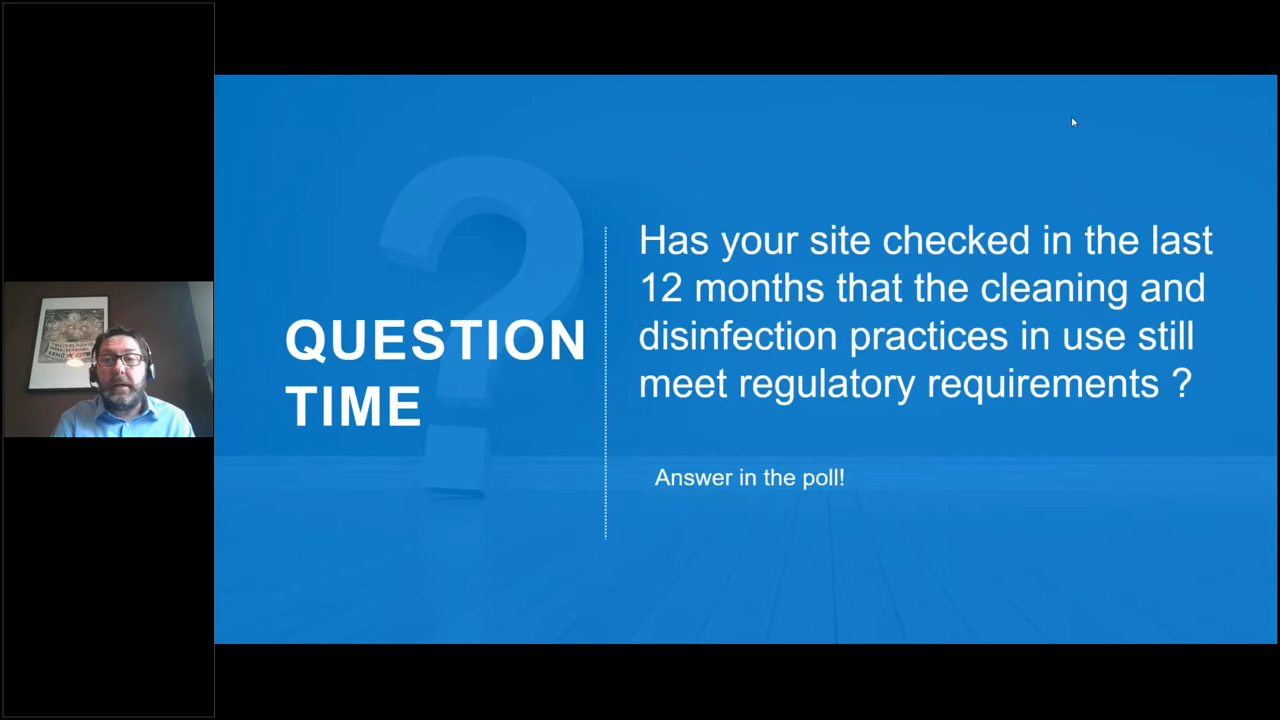 QUESTION
TIME
Has your site checked in the last
12 months that the cleaning and
disinfection practices in use still
meet regulatory requirements ?
Answer in the poll!